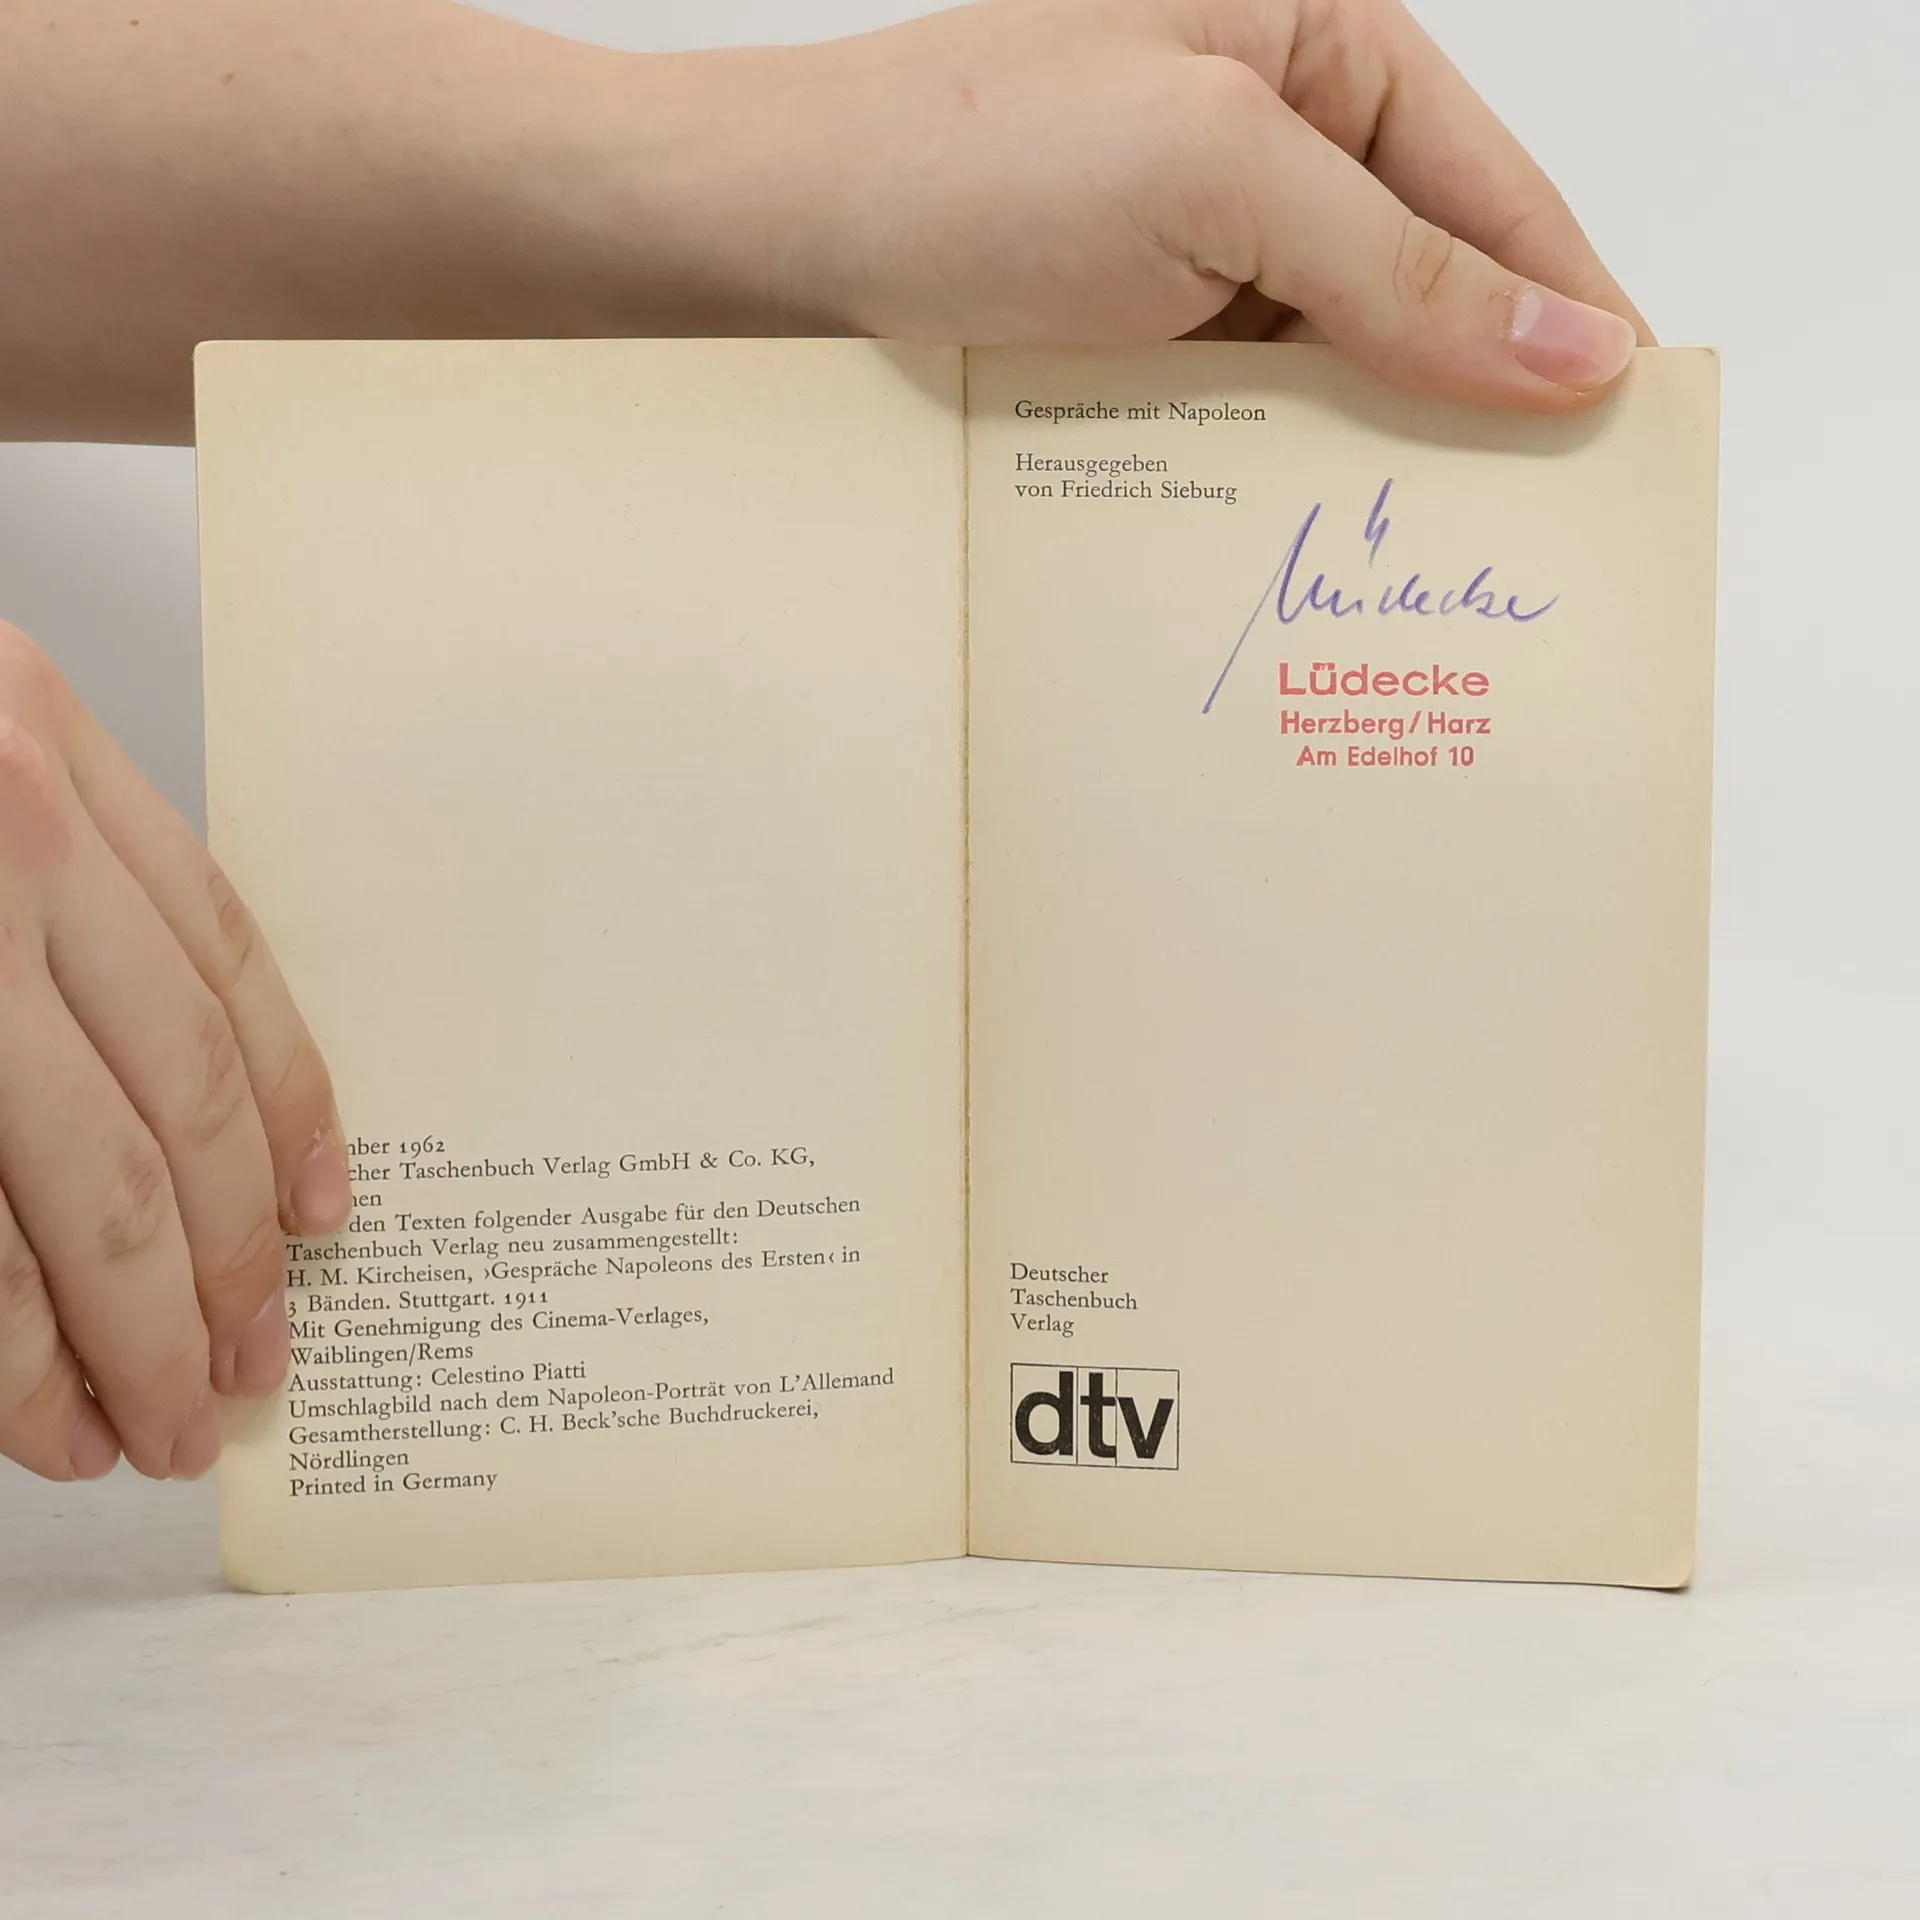 1962
Taschenbuch Verlag GmbH & Co. KG,
den Texten folgender Ausgabe für den Deutschen
Taschenbuch Verlag neu zusammengestellt:
H. M. Kircheisen, ›Gespräche Napoleons des Ersten‹ in
3 Bänden. Stuttgart. 1911
Mit Genehmigung des Cinema-Verlages,
Waiblingen/Rems
Ausstattung: Celestino Piatti
Umschlagbild nach dem Napoleon-Porträt von L'Allemand
Gesamtherstellung: C. H. Beck'sche Buchdruckerei,
Nördlingen
Printed in Germany
Gespräche mit Napoleon
Herausgegeben
von Friedrich Sieburg
Lüdecke
Lüdecke
Herzberg/Harz
Am Edelhof 10
Deutscher
Taschenbuch
Verlag
dtv